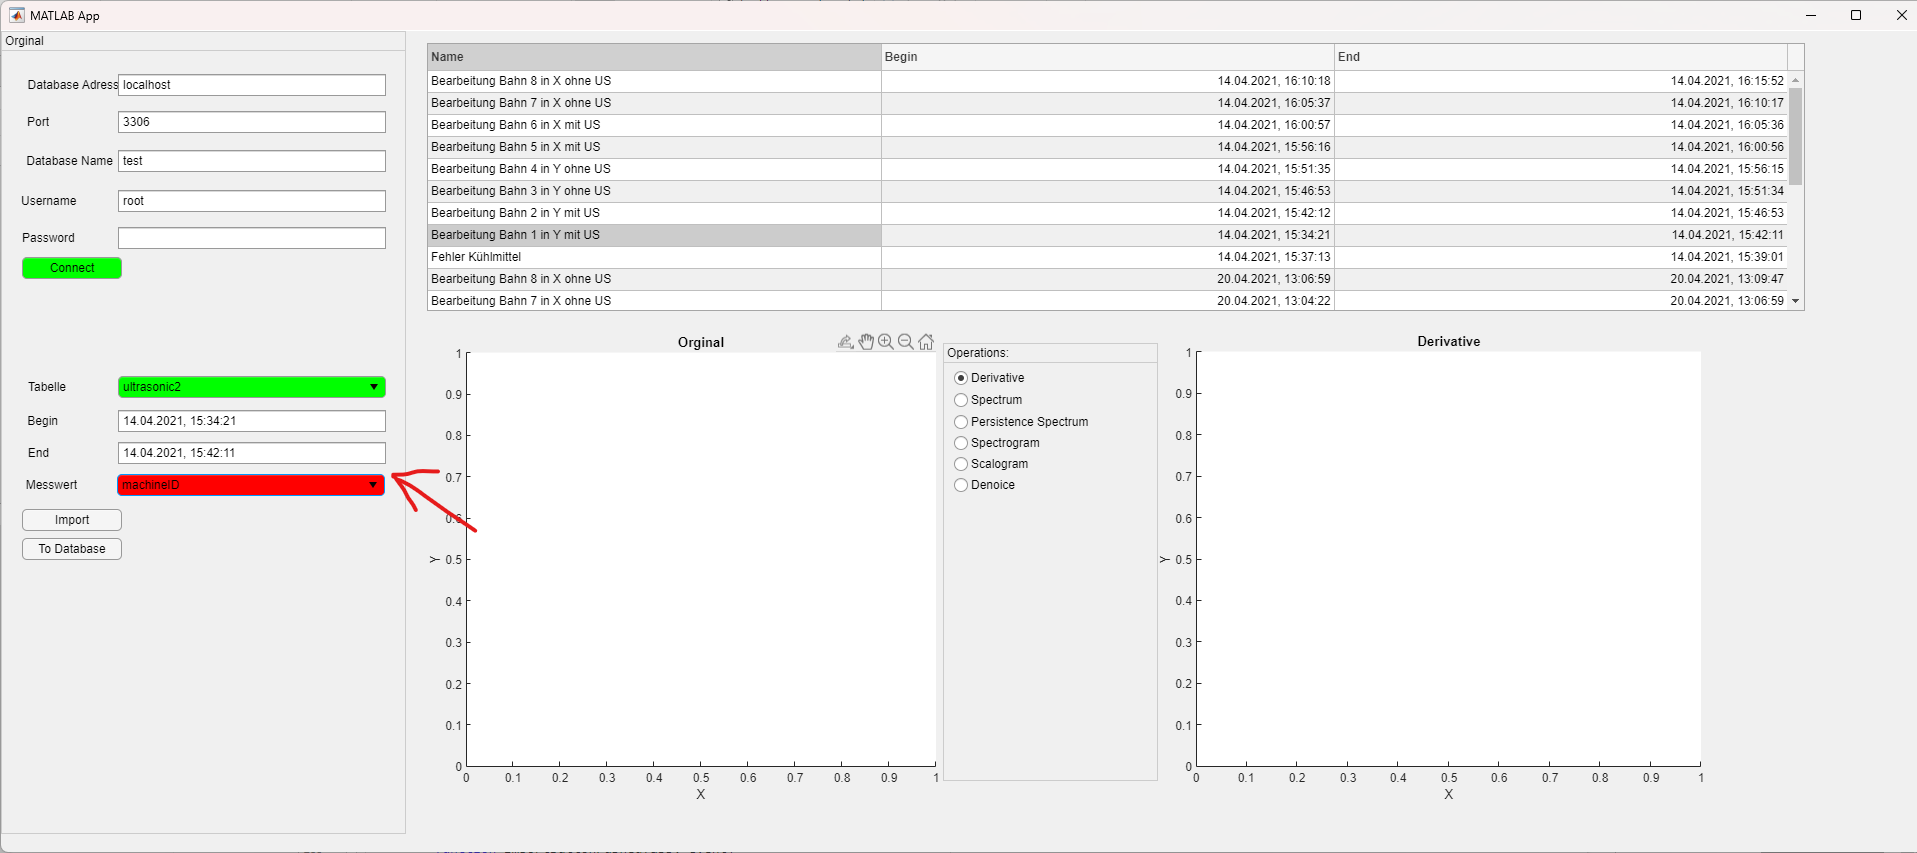 MATLAB App
Orginal
Database Adress localhost
Port 3306
Database Name test
Username root
Password
Connect
Tabelle ultrasonic2
Begin 14.04.2021, 15:34:21
End 14.04.2021, 15:42:11
Messwert machineID
Import
To Database
Name Begin End
Bearbeitung Bahn 8 in X ohne US 14.04.2021, 16:10:18 14.04.2021, 16:15:52
Bearbeitung Bahn 7 in X ohne US 14.04.2021, 16:05:37 14.04.2021, 16:10:17
Bearbeitung Bahn 6 in X mit US 14.04.2021, 16:00:57 14.04.2021, 16:05:36
Bearbeitung Bahn 5 in X mit US 14.04.2021, 15:56:16 14.04.2021, 16:00:56
Bearbeitung Bahn 4 in Y ohne US 14.04.2021, 15:51:35 14.04.2021, 15:56:15
Bearbeitung Bahn 3 in Y ohne US 14.04.2021, 15:46:53 14.04.2021, 15:51:34
Bearbeitung Bahn 2 in Y mit US 14.04.2021, 15:42:12 14.04.2021, 15:46:53
Bearbeitung Bahn 1 in Y mit US 14.04.2021, 15:34:21 14.04.2021, 15:42:11
Fehler Kühlmittel 14.04.2021, 15:37:13 14.04.2021, 15:39:01
Bearbeitung Bahn 8 in X ohne US 20.04.2021, 13:06:59 20.04.2021, 13:09:47
Bearbeitung Bahn 7 in X ohne US 20.04.2021, 13:04:22 20.04.2021, 13:06:59
Orginal
1
0.9
0.8
0.7
0.6
Y 0.5
0.4
0.3
0.2
0.1
0
0 0.1 0.2 0.3 0.4 0.5 0.6 0.7 0.8 0.9 1
X
Operations:
Derivative
Spectrum
Persistence Spectrum
Spectrogram
Scalogram
Denoice
Derivative
1
0.9
0.8
0.7
0.6
Y 0.5
0.4
0.3
0.2
0.1
0
0 0.1 0.2 0.3 0.4 0.5 0.6 0.7 0.8 0.9 1
X